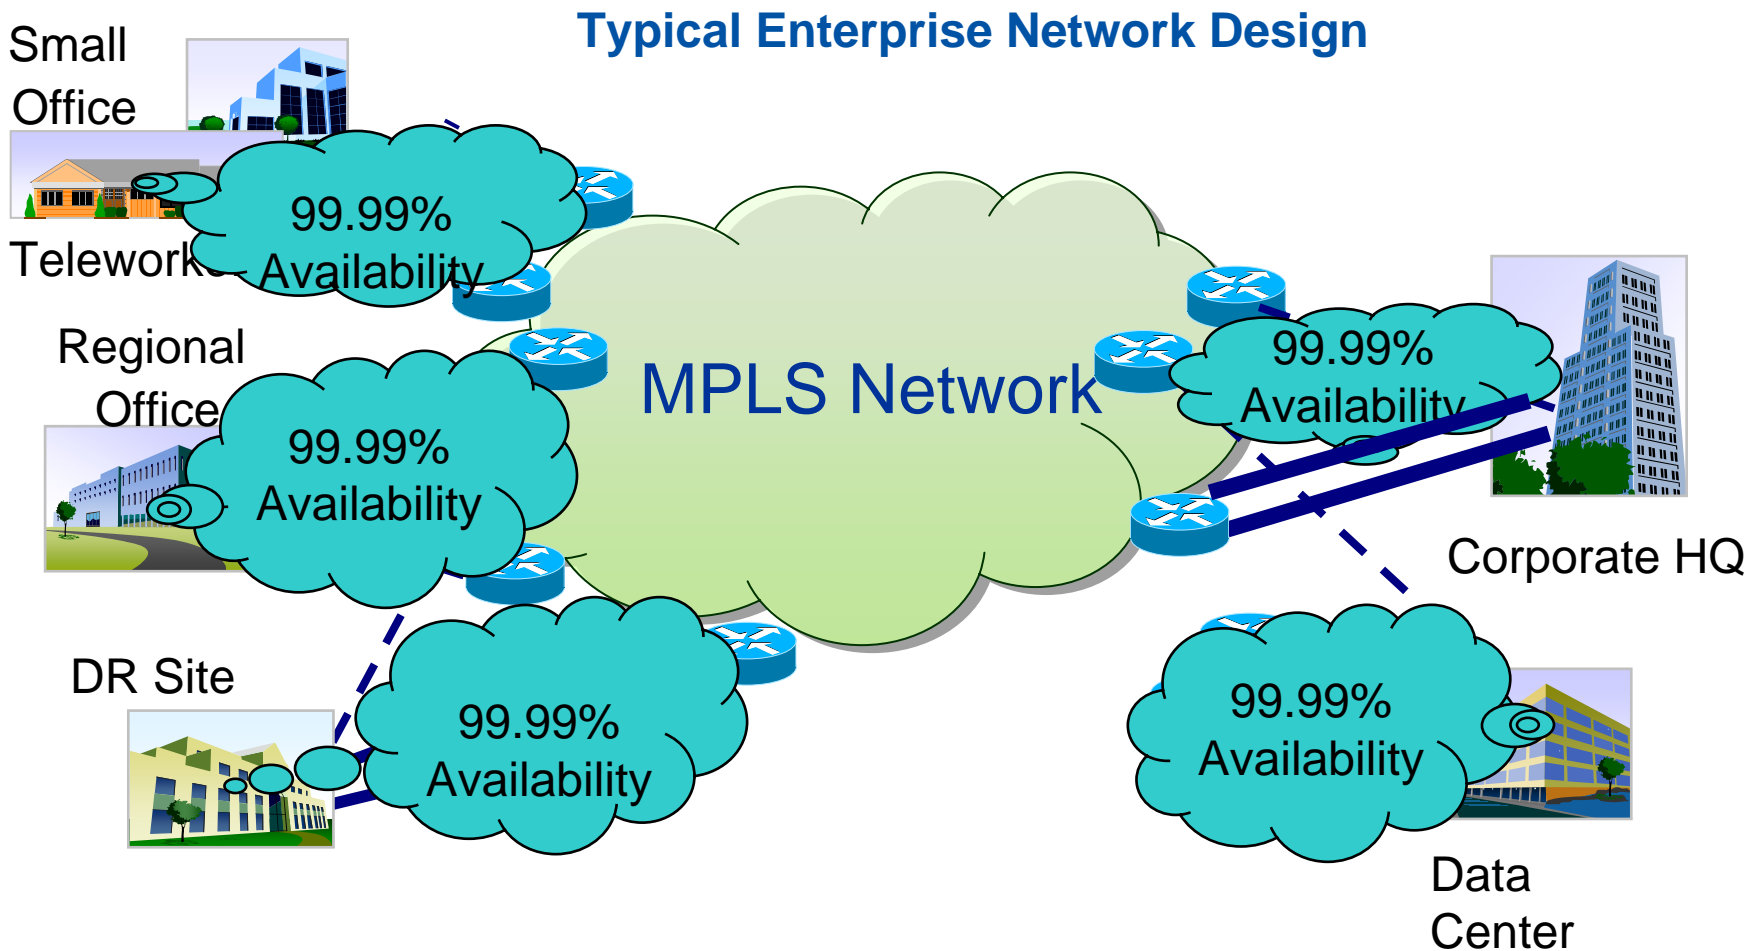 Typical Enterprise Network Design
Small
Office
99.99%
Availability
Regional
Office
99.99%
Availability
MPLS Network
99.99%
Availability
Corporate HQ
DR Site
99.99%
Availability
99.99%
Availability
Data
Center